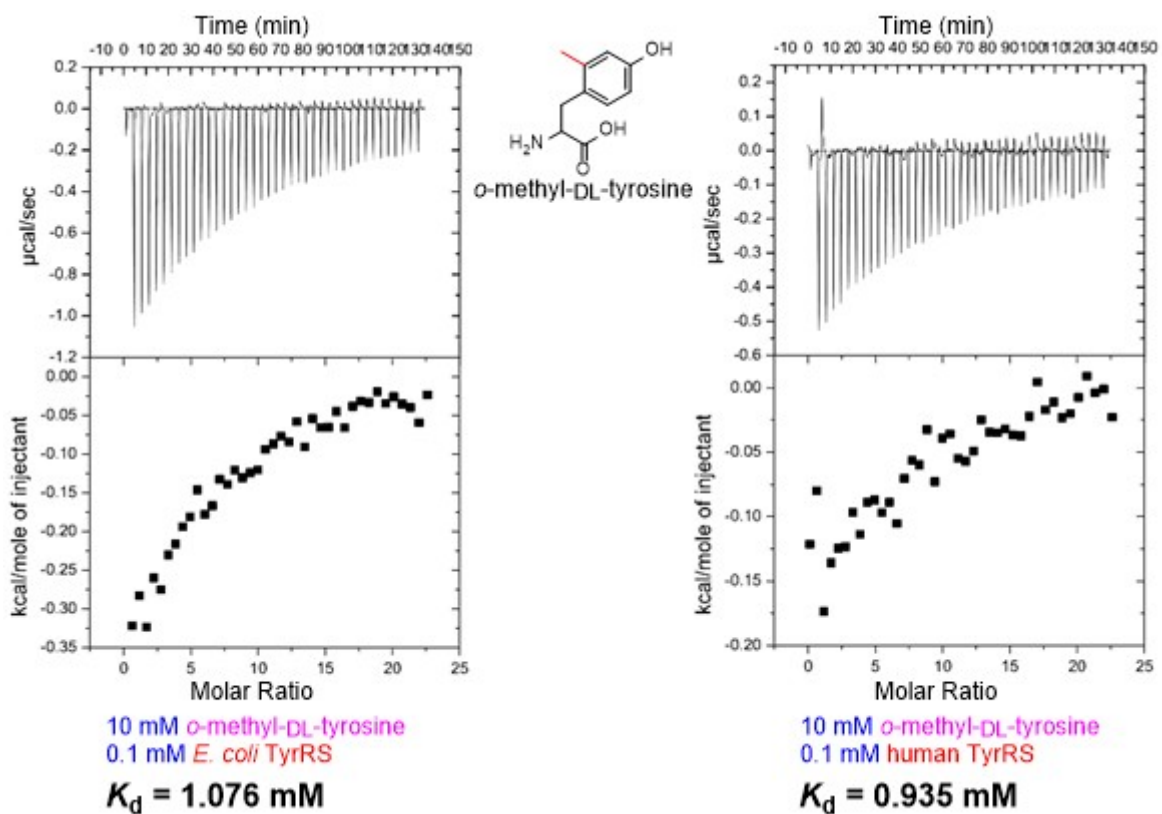 Time (min)
-10 0 10 20 30 40 50 60 70 80 90 100 110 120 130 140 150
0.2
0.0
-0.2
-0.4
-0.6
-0.8
-1.0
-1.2
µcal/sec
0.00
-0.05
-0.10
-0.15
-0.20
-0.25
-0.30
-0.35
kcal/mole of injectant
0 5 10 15 20 25
Molar Ratio
10 mM o-methyl-DL-tyrosine
0.1 mM E. coli TyrRS
Kd = 1.076 mM
OH
H2N
OH
O
o-methyl-DL-tyrosine
Time (min)
-10 0 10 20 30 40 50 60 70 80 90 100 110 120 130 140 150
0.2
0.1
0.0
-0.1
-0.2
-0.3
-0.4
-0.5
-0.6
µcal/sec
0.00
-0.05
-0.10
-0.15
-0.20
kcal/mole of injectant
0 5 10 15 20 25
Molar Ratio
10 mM o-methyl-DL-tyrosine
0.1 mM human TyrRS
Kd = 0.935 mM